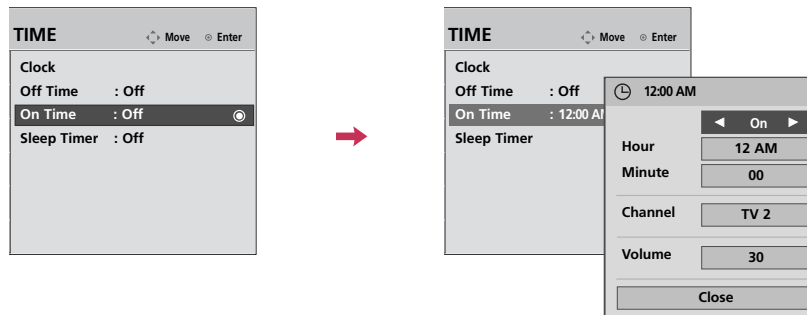 TIME Move Enter
Clock
Off Time : Off
On Time : Off
Sleep Timer : Off
TIME Move Enter
Clock
Off Time : Off
On Time : 12:00
Sleep Timer
12:00 AM
On
Hour 12 AM
Minute 00
Channel TV 2
Volume 30
Close